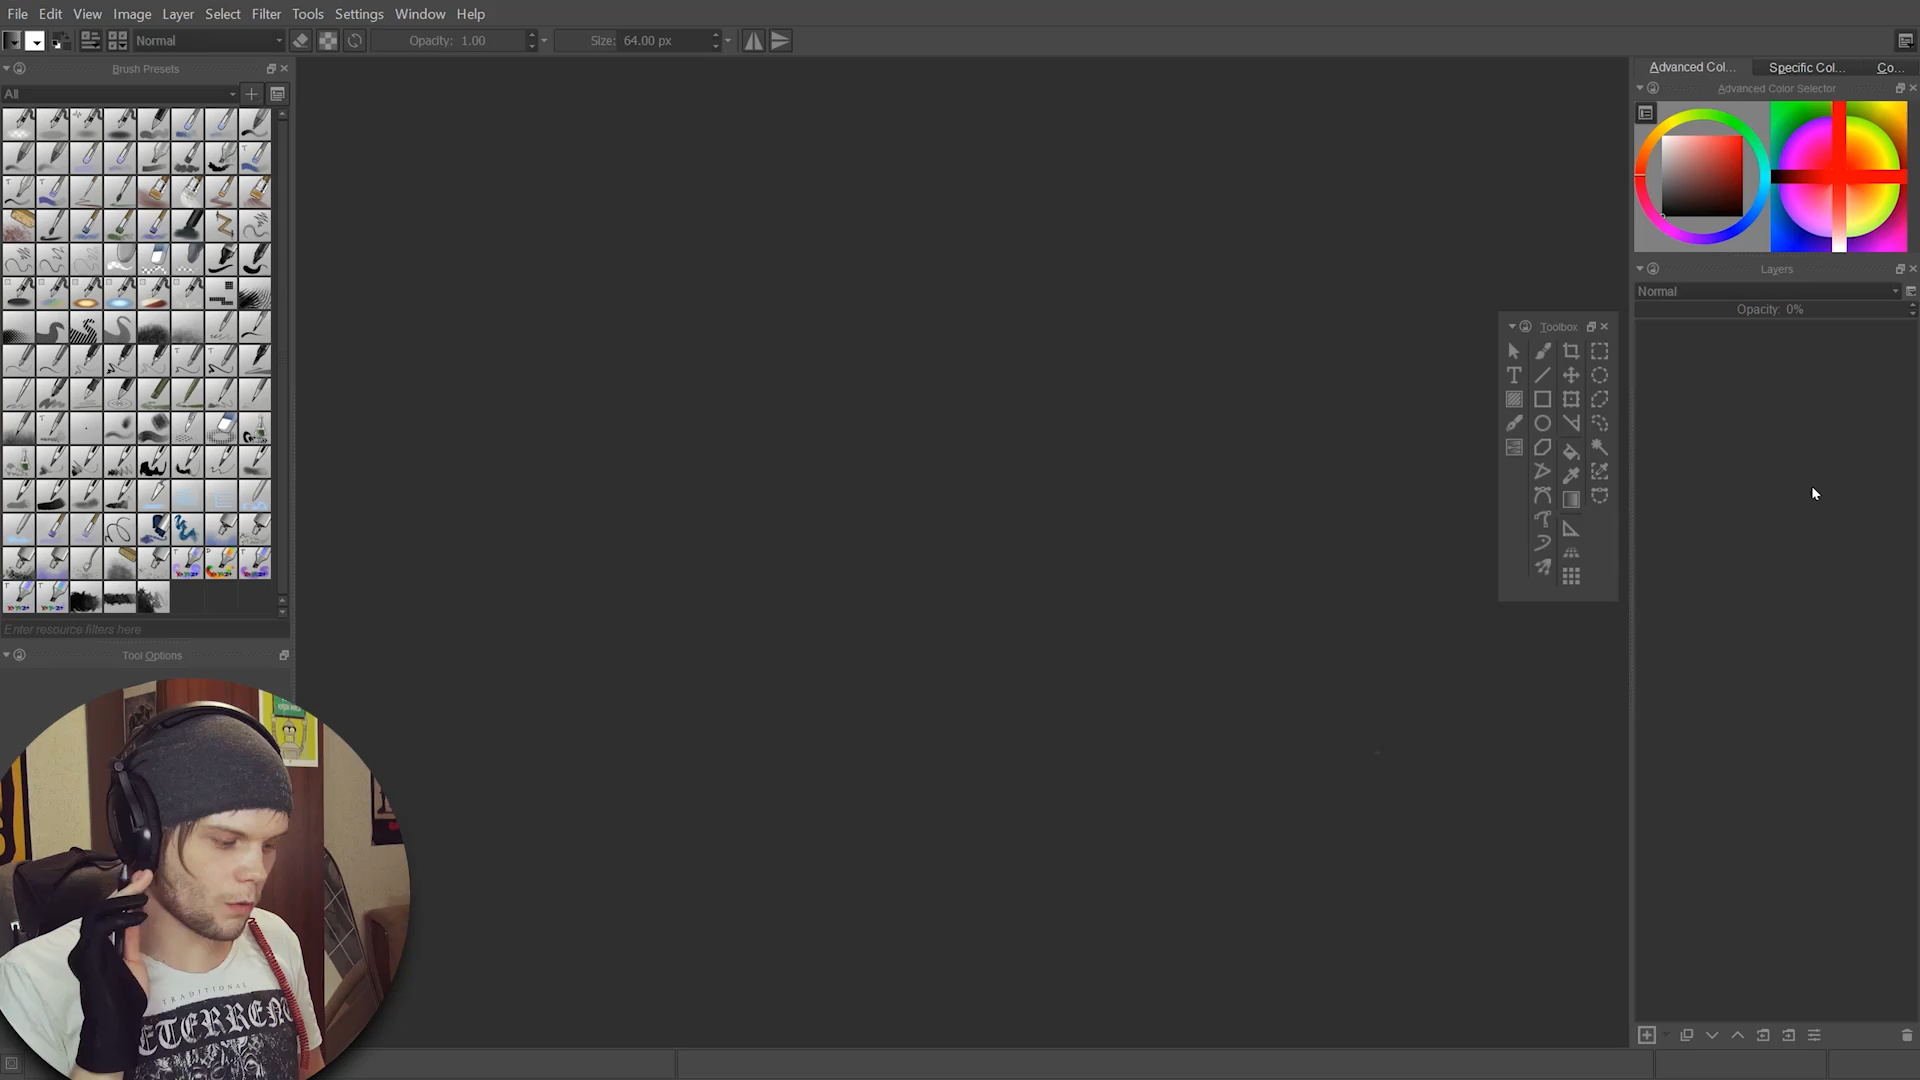 File Edit View Image Layer Select Filter Tools Settings Window Help
Normal Opacity: 1.00 Size: 64.00 px
Brush Presets
All
Enter resource filters here
Tool Options
Advanced Col... Specific Col... Co...
Advanced Color Selector
Layers
Normal
Opacity: 0%
Toolbox
TRADITIONAL